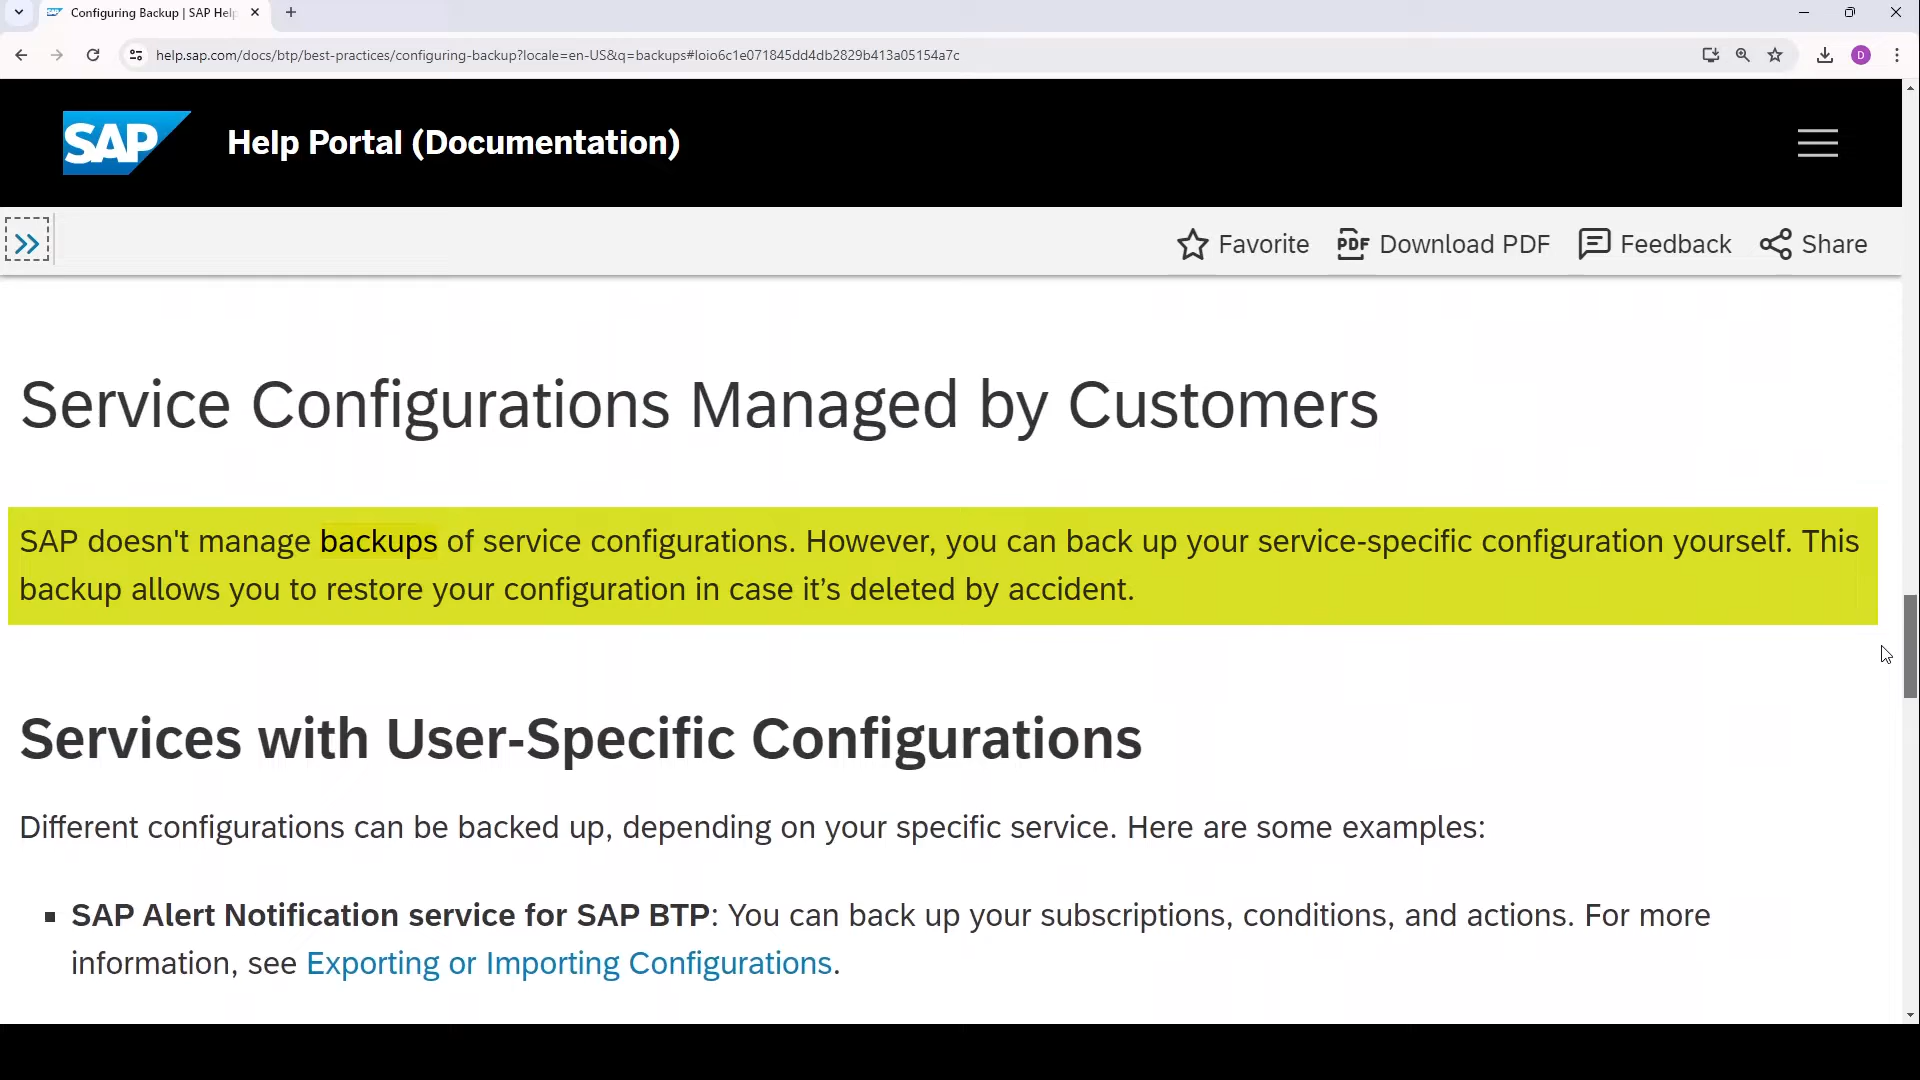 Configuring Backup | SAP Help
help.sap.com/docs/btp/best-practices/configuring-backup?locale=en-US&q=backups#loio6c1e071845dd4db2829b413a05154a7c
D
SAP
Help Portal (Documentation)
Favorite
PDF Download PDF
Feedback
Share
Service Configurations Managed by Customers
SAP doesn't manage backups of service configurations. However, you can back up your service-specific configuration yourself. This
backup allows you to restore your configuration in case it’s deleted by accident.
Services with User-Specific Configurations
Different configurations can be backed up, depending on your specific service. Here are some examples:
SAP Alert Notification service for SAP BTP: You can back up your subscriptions, conditions, and actions. For more
information, see Exporting or Importing Configurations.